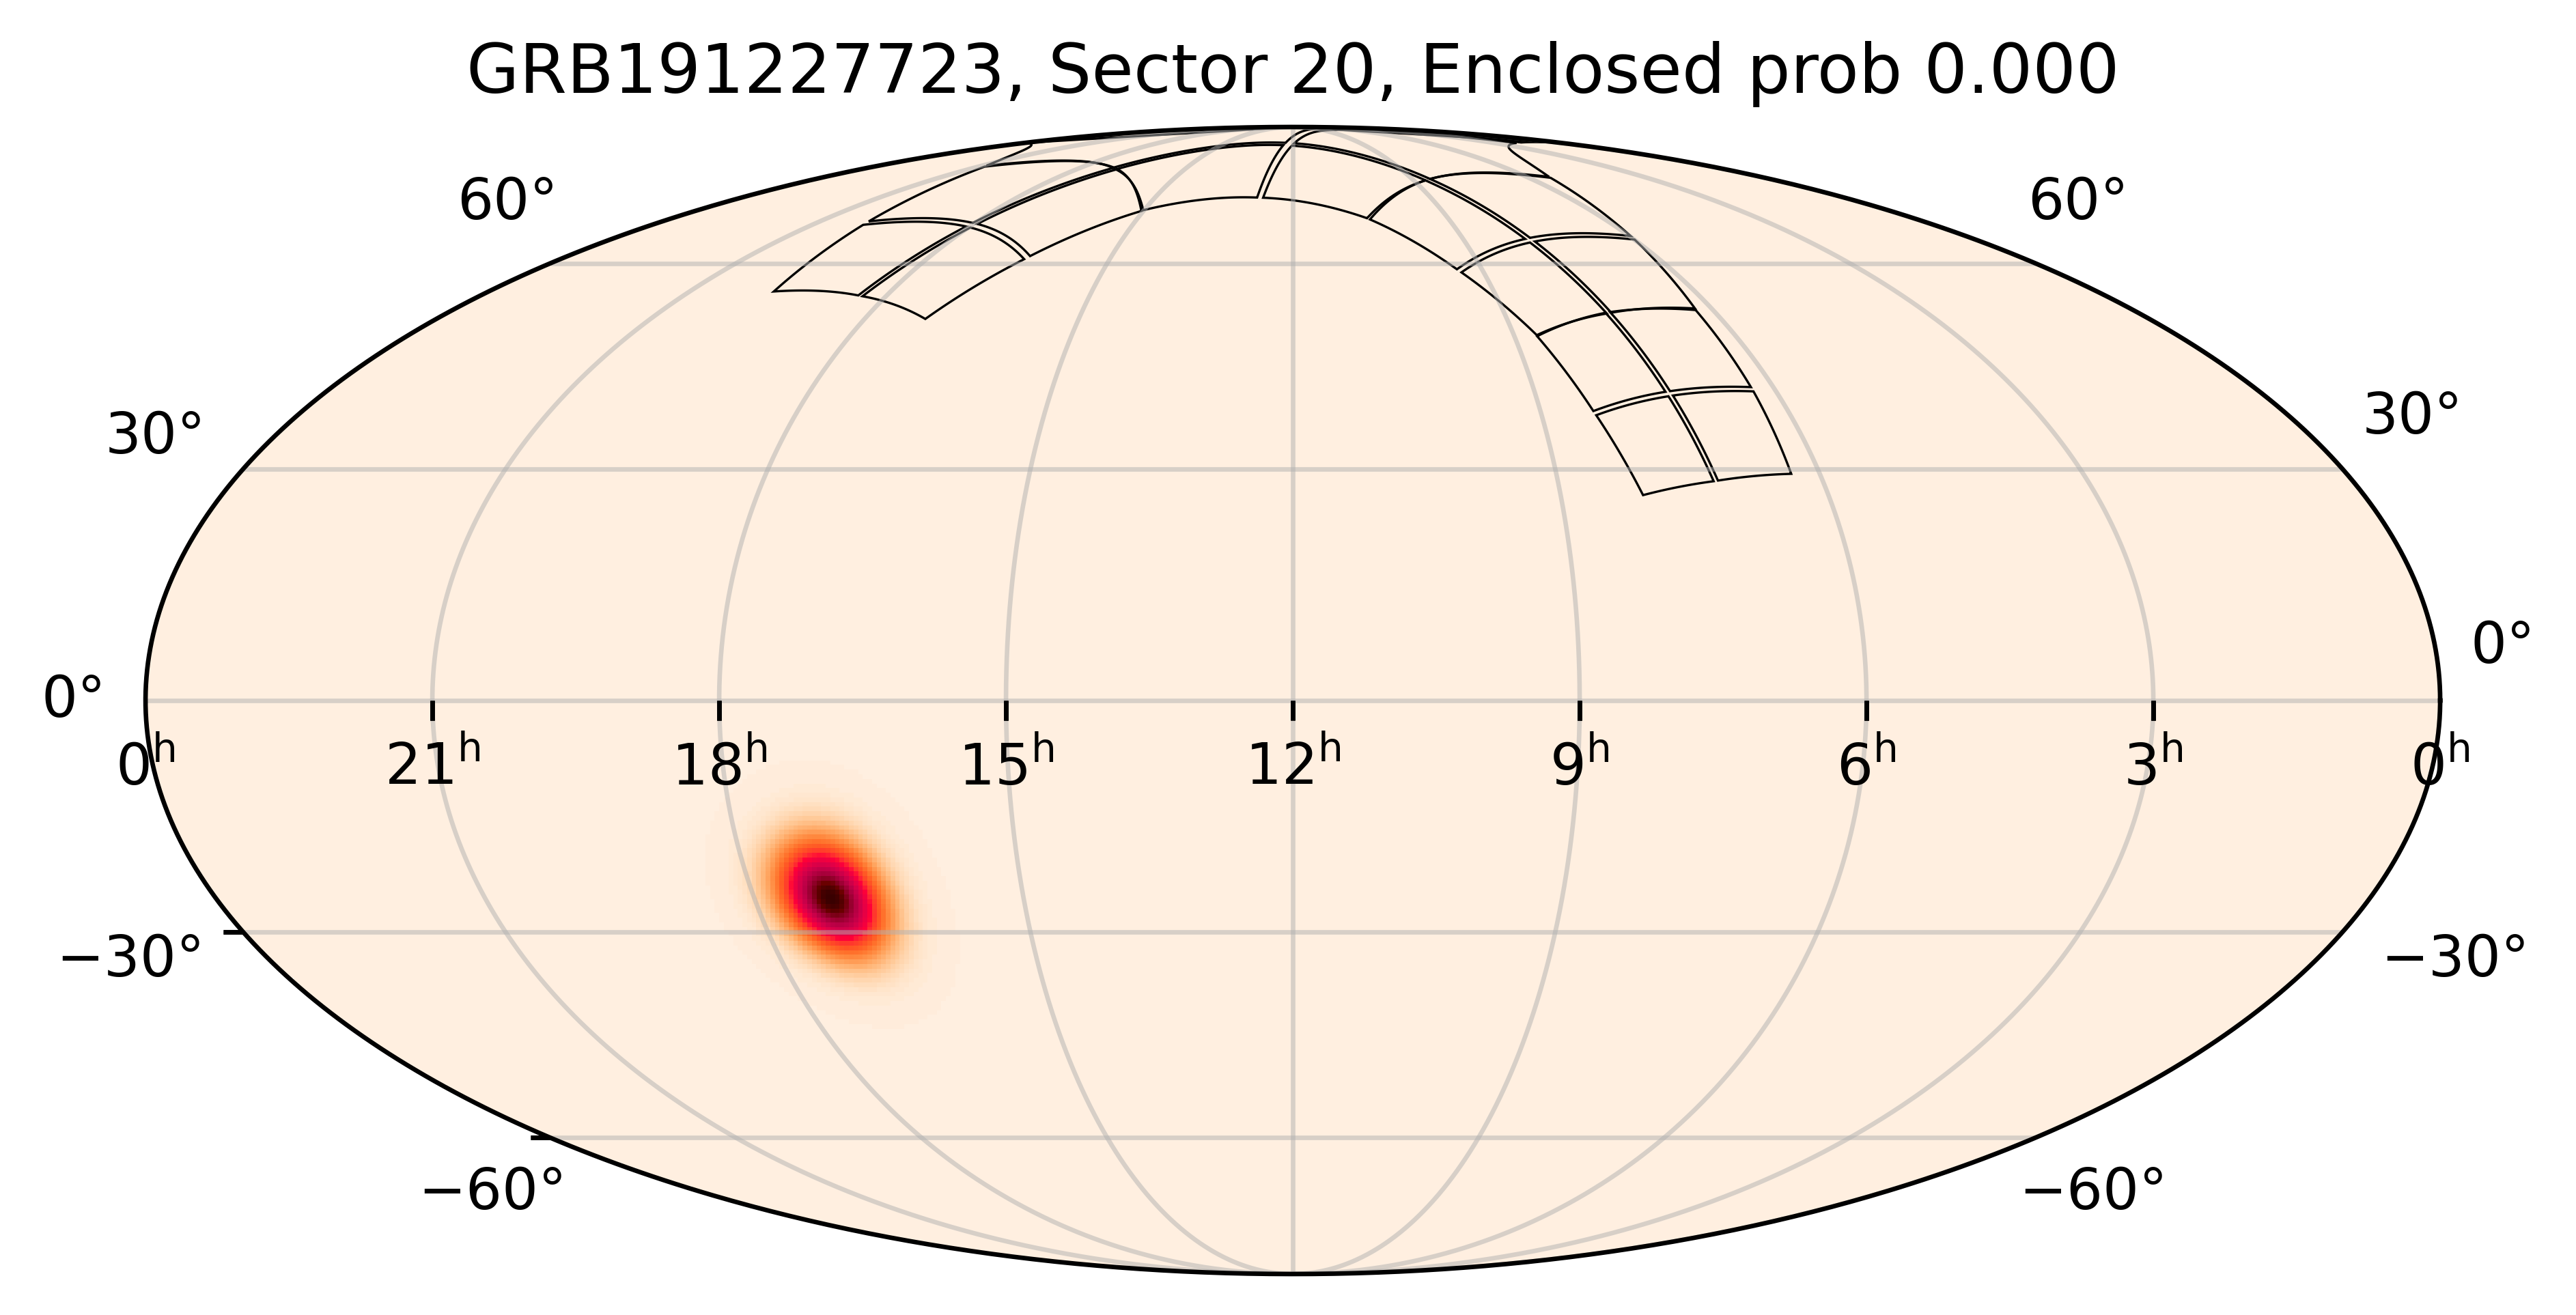 GRB191227723, Sector 20, Enclosed prob 0.000
60° 60°
30° 30°
0° 0°
0ʰ 21ʰ 18ʰ 15ʰ 12ʰ 9ʰ 6ʰ 3ʰ 0ʰ
−30° −30°
−60° −60°